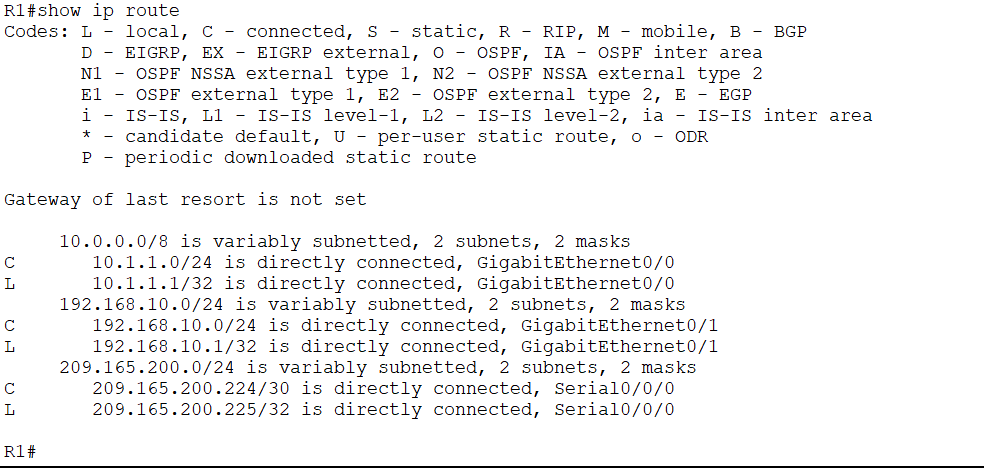 R1#show ip route
Codes: L - local, C - connected, S - static, R - RIP, M - mobile, B - BGP
       D - EIGRP, EX - EIGRP external, O - OSPF, IA - OSPF inter area
       N1 - OSPF NSSA external type 1, N2 - OSPF NSSA external type 2
       E1 - OSPF external type 1, E2 - OSPF external type 2, E - EGP
       i - IS-IS, L1 - IS-IS level-1, L2 - IS-IS level-2, ia - IS-IS inter area
       * - candidate default, U - per-user static route, o - ODR
       P - periodic downloaded static route

Gateway of last resort is not set

     10.0.0.0/8 is variably subnetted, 2 subnets, 2 masks
C       10.1.1.0/24 is directly connected, GigabitEthernet0/0
L       10.1.1.1/32 is directly connected, GigabitEthernet0/0
     192.168.10.0/24 is variably subnetted, 2 subnets, 2 masks
C       192.168.10.0/24 is directly connected, GigabitEthernet0/1
L       192.168.10.1/32 is directly connected, GigabitEthernet0/1
     209.165.200.0/24 is variably subnetted, 2 subnets, 2 masks
C       209.165.200.224/30 is directly connected, Serial0/0/0
L       209.165.200.225/32 is directly connected, Serial0/0/0

R1#